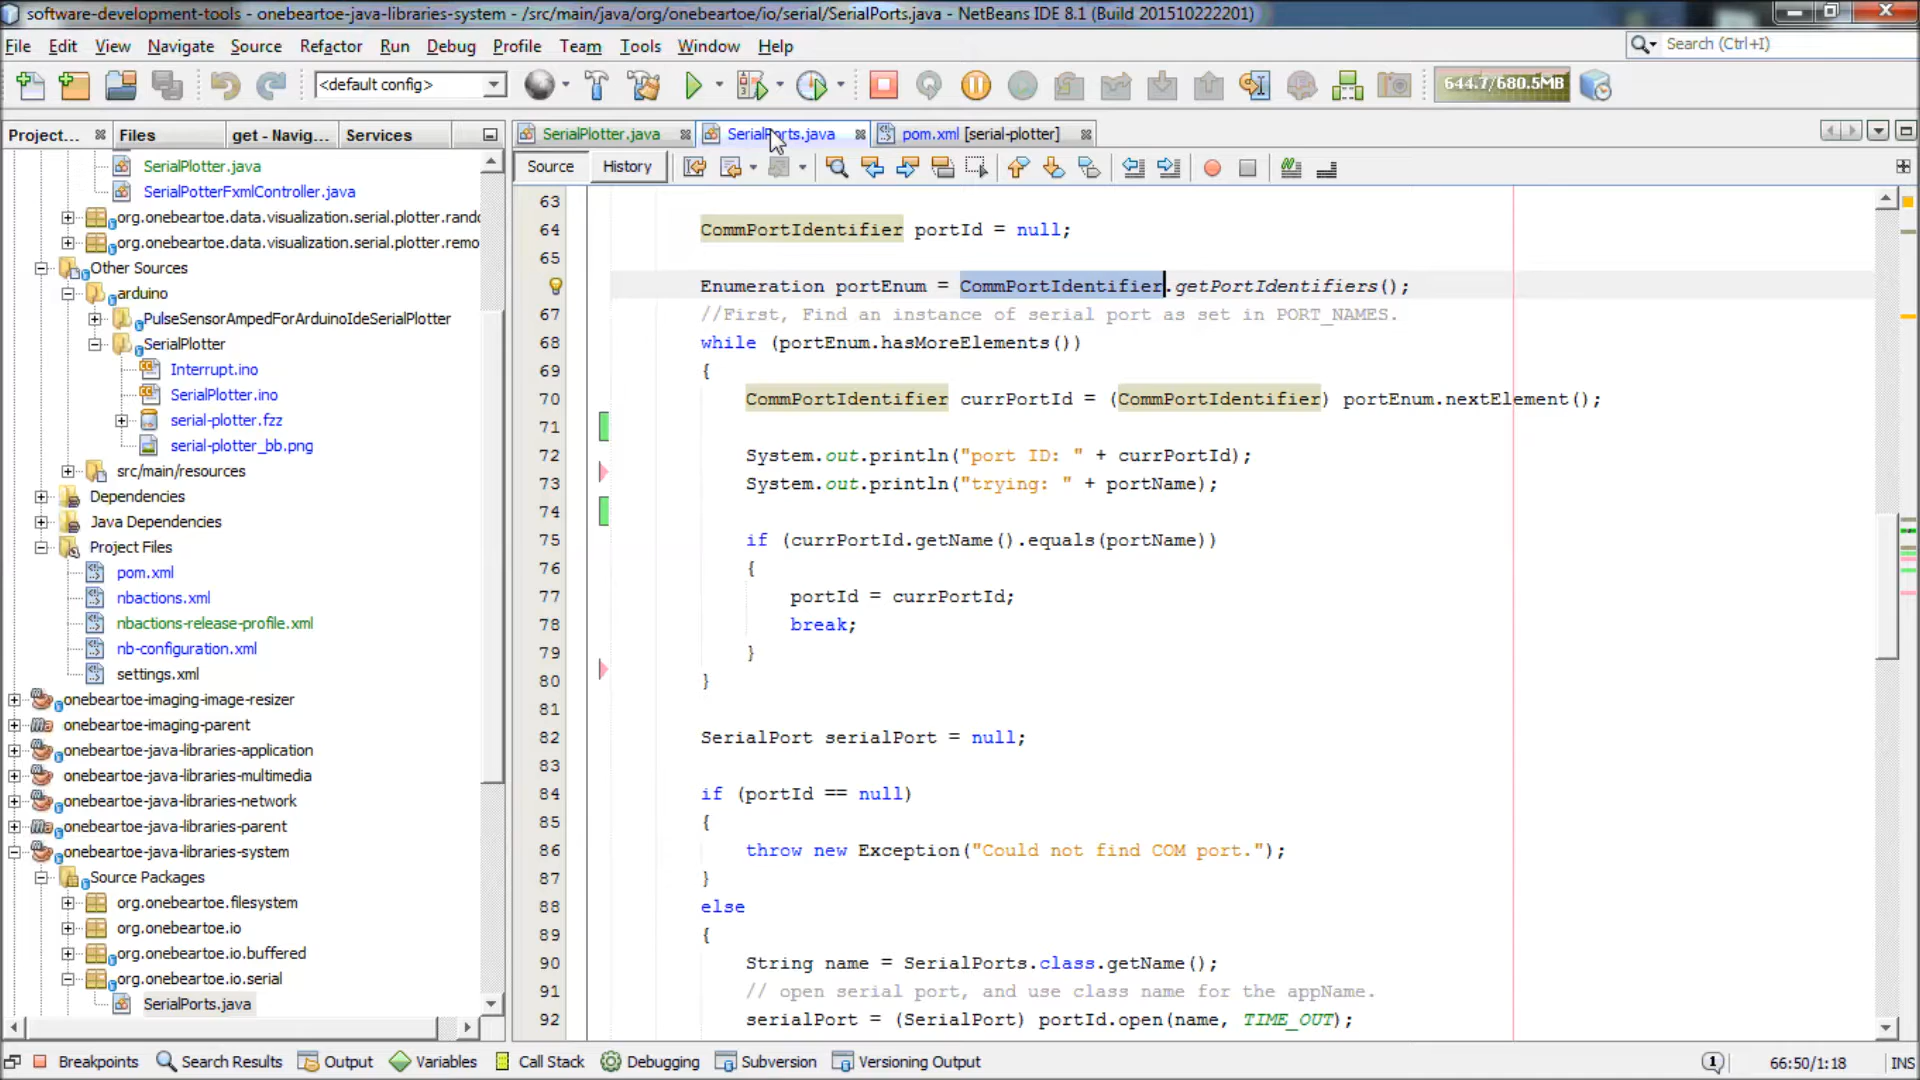 software-development-tools - onebeartoe-java-libraries-system - /src/main/java/org/onebeartoe/io/serial/SerialPorts.java - NetBeans IDE 8.1 (Build 201510222201)
File Edit View Navigate Source Refactor Run Debug Profile Team Tools Window Help
Search (Ctrl+I)
<default config>
644.7/680.5MB
Project... Files get - Navig... Services
SerialPlotter.java SerialPorts.java pom.xml [serial-plotter]
Source History
SerialPlotter.java
SerialPotterFxmlController.java
org.onebeartoe.data.visualization.serial.plotter.rando
org.onebeartoe.data.visualization.serial.plotter.remo
Other Sources
arduino
PulseSensorAmpedForArduinoIdeSerialPlotter
SerialPlotter
Interrupt.ino
SerialPlotter.ino
serial-plotter.fzz
serial-plotter_bb.png
src/main/resources
Dependencies
Java Dependencies
Project Files
pom.xml
nbactions.xml
nbactions-release-profile.xml
nb-configuration.xml
settings.xml
onebeartoe-imaging-image-resizer
onebeartoe-imaging-parent
onebeartoe-java-libraries-application
onebeartoe-java-libraries-multimedia
onebeartoe-java-libraries-network
onebeartoe-java-libraries-parent
onebeartoe-java-libraries-system
Source Packages
org.onebeartoe.filesystem
org.onebeartoe.io
org.onebeartoe.io.buffered
org.onebeartoe.io.serial
SerialPorts.java
63
64 CommPortIdentifier portId = null;
65
Enumeration portEnum = CommPortIdentifier.getPortIdentifiers();
67 //First, Find an instance of serial port as set in PORT_NAMES.
68 while (portEnum.hasMoreElements())
69 {
70 CommPortIdentifier currPortId = (CommPortIdentifier) portEnum.nextElement();
71
72 System.out.println("port ID: " + currPortId);
73 System.out.println("trying: " + portName);
74
75 if (currPortId.getName().equals(portName))
76 {
77 portId = currPortId;
78 break;
79 }
80 }
81
82 SerialPort serialPort = null;
83
84 if (portId == null)
85 {
86 throw new Exception("Could not find COM port.");
87 }
88 else
89 {
90 String name = SerialPorts.class.getName();
91 // open serial port, and use class name for the appName.
92 serialPort = (SerialPort) portId.open(name, TIME_OUT);
Breakpoints Search Results Output Variables Call Stack Debugging Subversion Versioning Output 1 66:50/1:18 INS